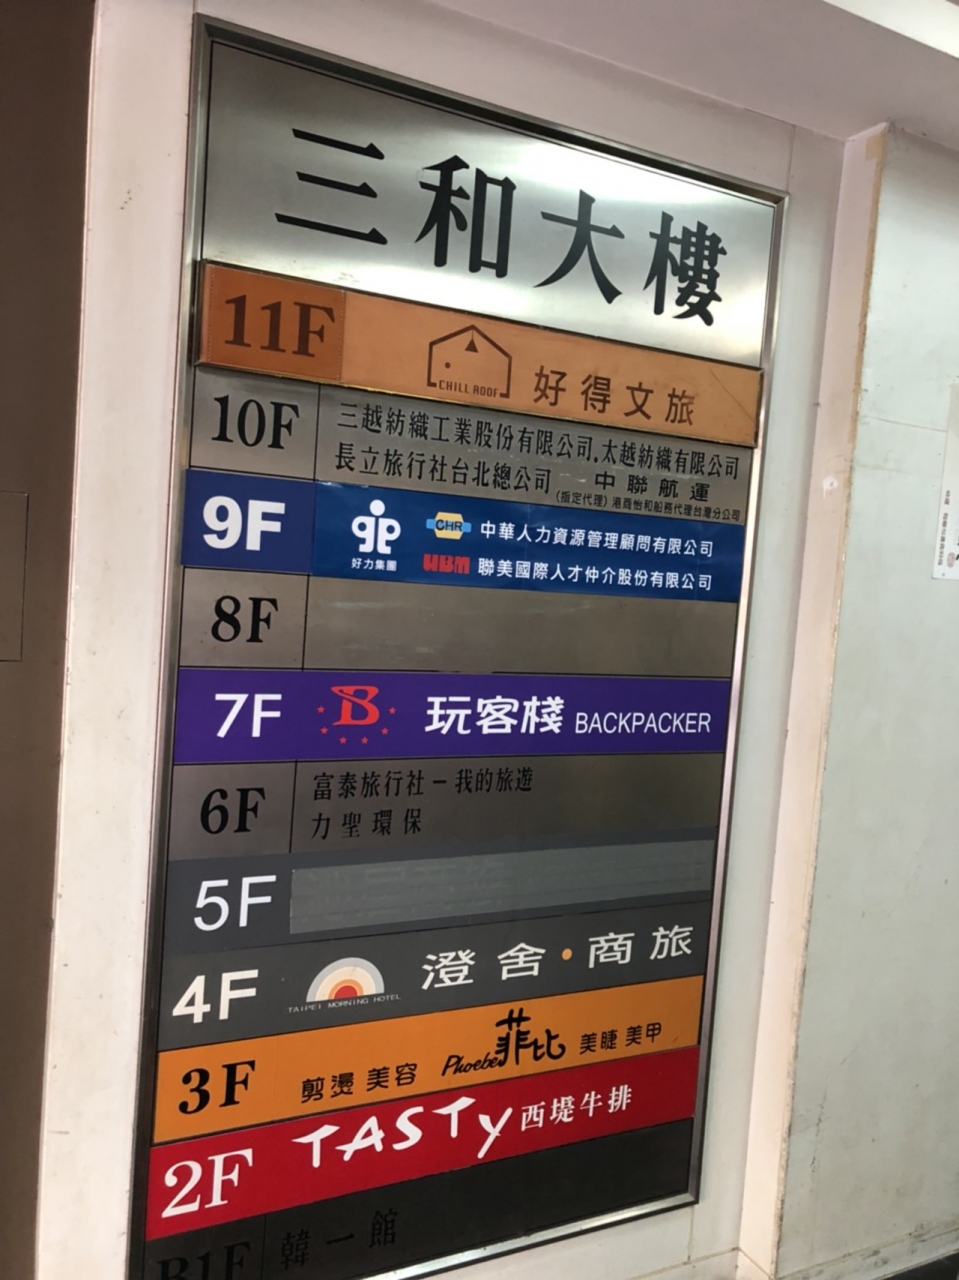 三和大樓
11F CHILL ROOF 好得文旅
10F 三越紡織工業股份有限公司.太越紡織有限公司
長立旅行社台北總公司 中聯航運
(指定代理)港商怡和船務代理台灣分公司
9F 好力集團 CHR 中華人力資源管理顧問有限公司
HBM 聯美國際人才仲介股份有限公司
8F
7F B 玩客棧 BACKPACKER
6F 富泰旅行社－我的旅遊
力聖環保
5F
4F TAIPEI MORNING HOTEL 澄舍·商旅
3F 剪燙 美容 Phoebe 菲比 美睫 美甲
2F TASTy 西堤牛排
B1F 韓一館